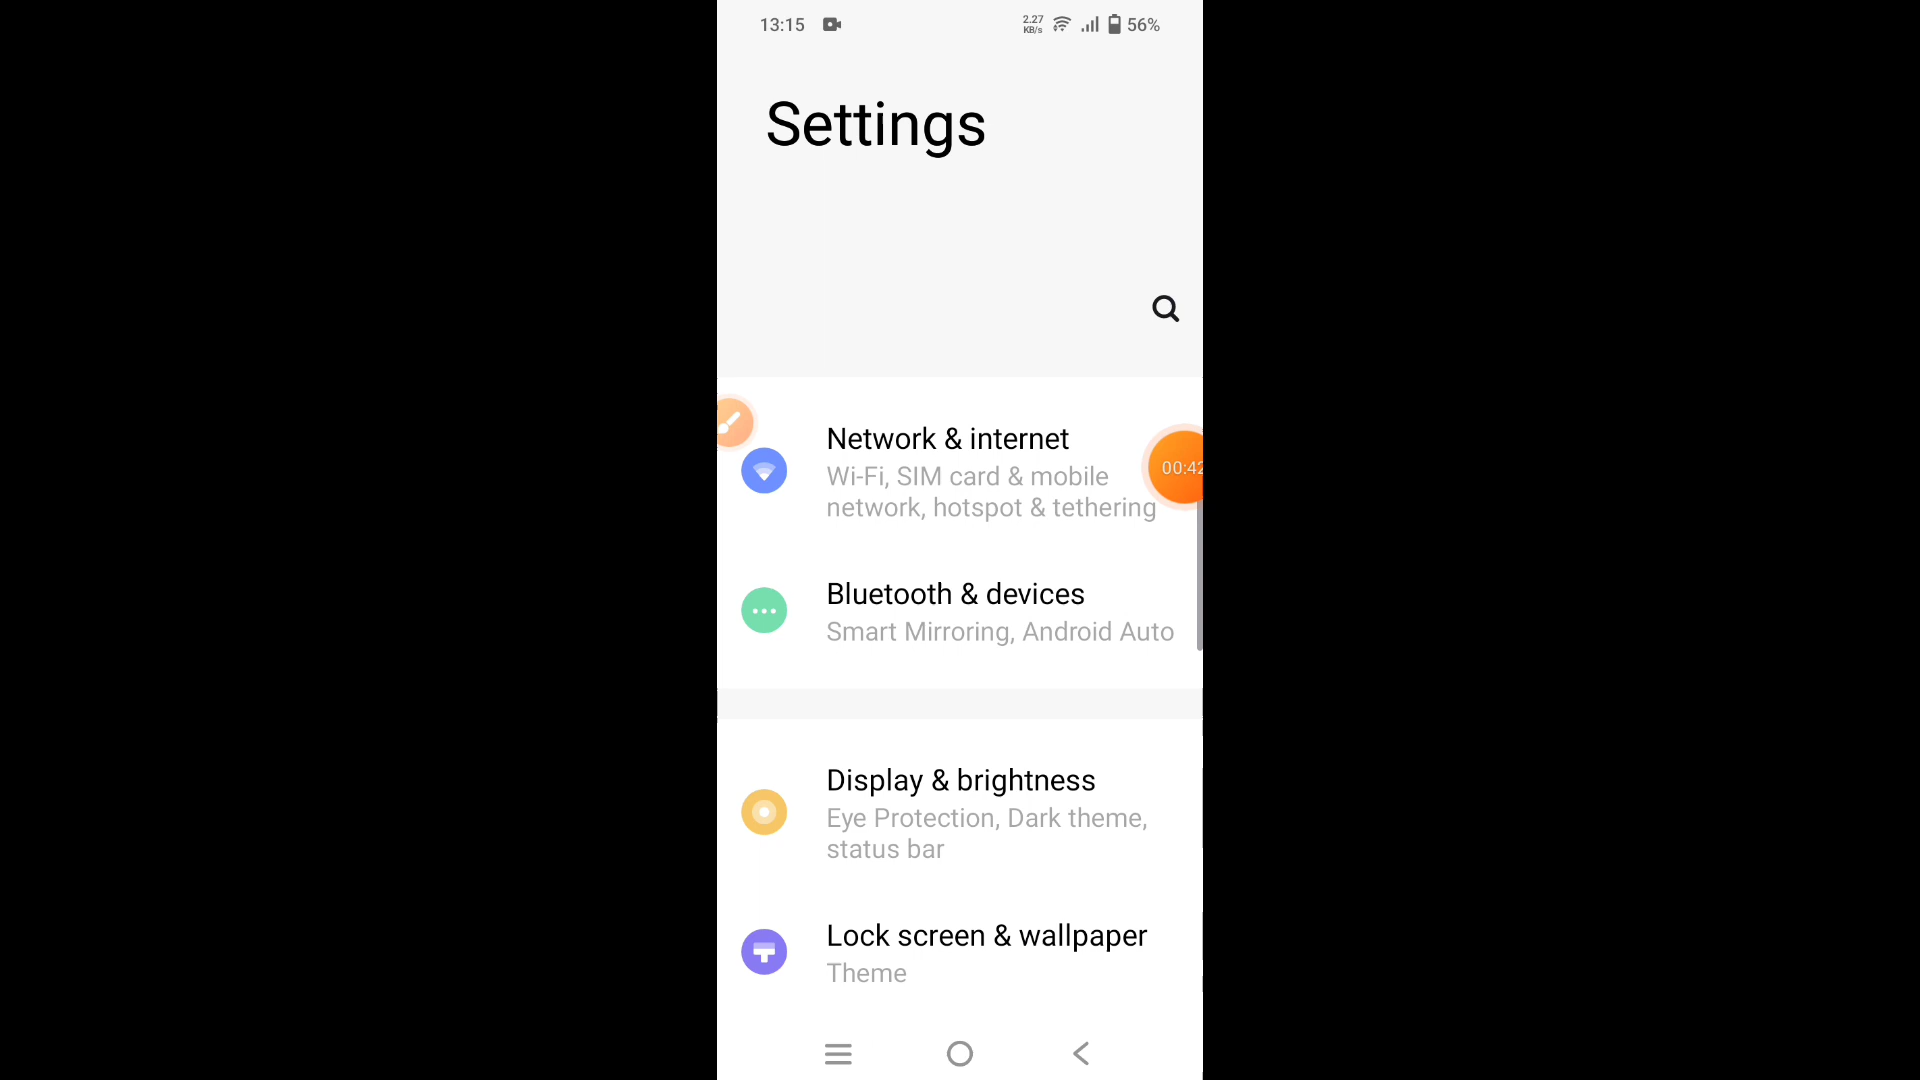 13:15
2.27
KB/s
56%
Settings
Network & internet
Wi-Fi, SIM card & mobile
network, hotspot & tethering
00:42
Bluetooth & devices
Smart Mirroring, Android Auto
Display & brightness
Eye Protection, Dark theme,
status bar
Lock screen & wallpaper
Theme